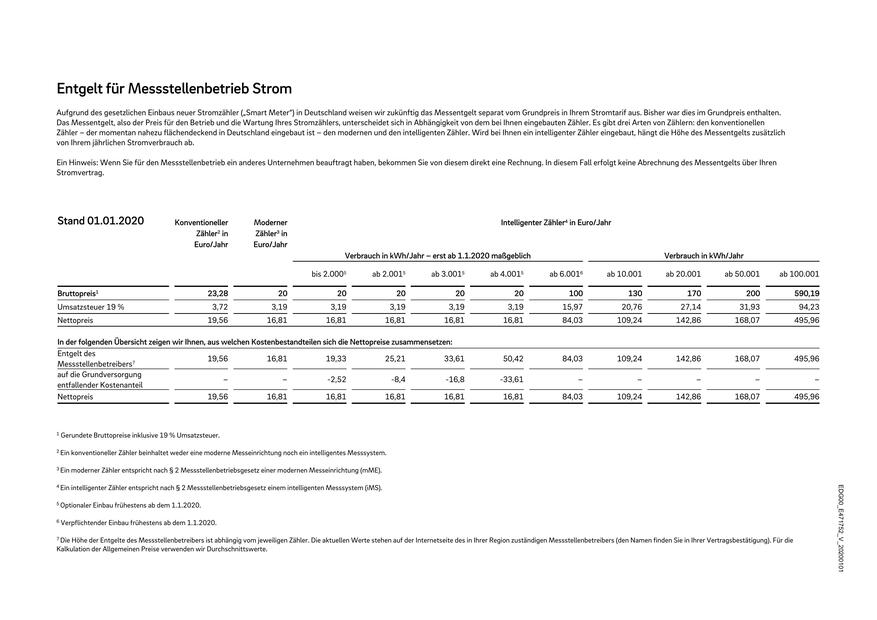 Entgelt für Messstellenbetrieb Strom
Aufgrund des gesetzlichen Einbaus neuer Stromzähler („Smart Meter“) in Deutschland weisen wir zukünftig das Messentgelt separat vom Grundpreis in Ihrem Stromtarif aus. Bisher war dies im Grundpreis enthalten.
Das Messentgelt, also der Preis für den Betrieb und die Wartung Ihres Stromzählers, unterscheidet sich in Abhängigkeit von dem bei Ihnen eingebauten Zähler. Es gibt drei Arten von Zählern: den konventionellen
Zähler – der momentan nahezu flächendeckend in Deutschland eingebaut ist – den modernen und den intelligenten Zähler. Wird bei Ihnen ein intelligenter Zähler eingebaut, hängt die Höhe des Messentgelts zusätzlich
von Ihrem jährlichen Stromverbrauch ab.
Ein Hinweis: Wenn Sie für den Messstellenbetrieb ein anderes Unternehmen beauftragt haben, bekommen Sie von diesem direkt eine Rechnung. In diesem Fall erfolgt keine Abrechnung des Messentgelts über Ihren
Stromvertrag.
Stand 01.01.2020 Konventioneller Moderner Intelligenter Zähler⁴ in Euro/Jahr
Zähler² in Zähler³ in
Euro/Jahr Euro/Jahr
Verbrauch in kWh/Jahr – erst ab 1.1.2020 maßgeblich Verbrauch in kWh/Jahr
bis 2.000⁵ ab 2.001⁵ ab 3.001⁵ ab 4.001⁵ ab 6.001⁶ ab 10.001 ab 20.001 ab 50.001 ab 100.001
Bruttopreis¹ 23,28 20 20 20 20 20 100 130 170 200 590,19
Umsatzsteuer 19 % 3,72 3,19 3,19 3,19 3,19 3,19 15,97 20,76 27,14 31,93 94,23
Nettopreis 19,56 16,81 16,81 16,81 16,81 16,81 84,03 109,24 142,86 168,07 495,96
In der folgenden Übersicht zeigen wir Ihnen, aus welchen Kostenbestandteilen sich die Nettopreise zusammensetzen:
Entgelt des
Messstellenbetreibers⁷ 19,56 16,81 19,33 25,21 33,61 50,42 84,03 109,24 142,86 168,07 495,96
auf die Grundversorgung
entfallender Kostenanteil – – -2,52 -8,4 -16,8 -33,61 – – – – –
Nettopreis 19,56 16,81 16,81 16,81 16,81 16,81 84,03 109,24 142,86 168,07 495,96
¹ Gerundete Bruttopreise inklusive 19 % Umsatzsteuer.
² Ein konventioneller Zähler beinhaltet weder eine moderne Messeinrichtung noch ein intelligentes Messsystem.
³ Ein moderner Zähler entspricht nach § 2 Messstellenbetriebsgesetz einer modernen Messeinrichtung (mME).
⁴ Ein intelligenter Zähler entspricht nach § 2 Messstellenbetriebsgesetz einem intelligenten Messsystem (iMS).
⁵ Optionaler Einbau frühestens ab dem 1.1.2020.
⁶ Verpflichtender Einbau frühestens ab dem 1.1.2020.
⁷ Die Höhe der Entgelte des Messstellenbetreibers ist abhängig vom jeweiligen Zähler. Die aktuellen Werte stehen auf der Internetseite des in Ihrer Region zuständigen Messstellenbetreibers (den Namen finden Sie in Ihrer Vertragsbestätigung). Für die
Kalkulation der Allgemeinen Preise verwenden wir Durchschnittswerte.
EDG00_E471752_V_20200101